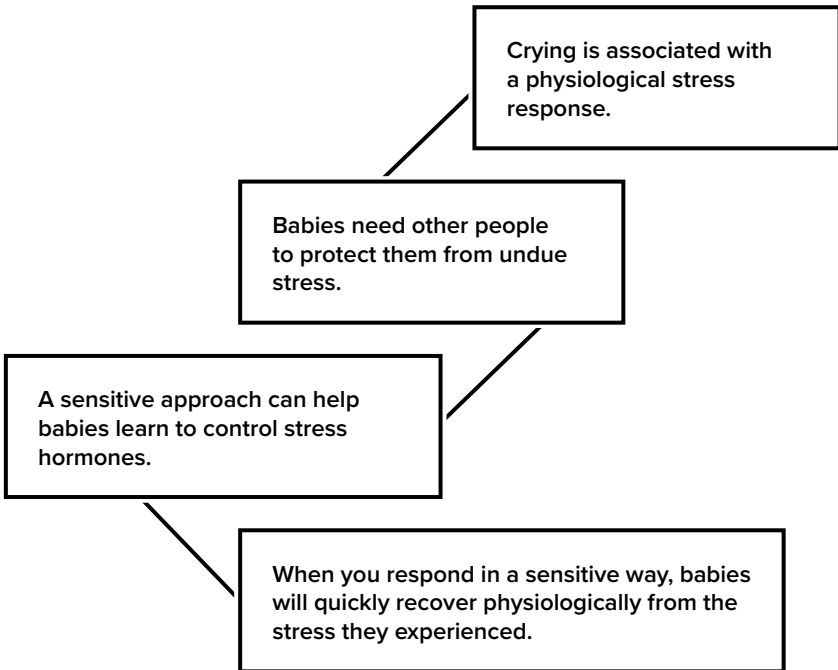 Crying is associated with
a physiological stress
response.
Babies need other people
to protect them from undue
stress.
A sensitive approach can help
babies learn to control stress
hormones.
When you respond in a sensitive way, babies
will quickly recover physiologically from the
stress they experienced.